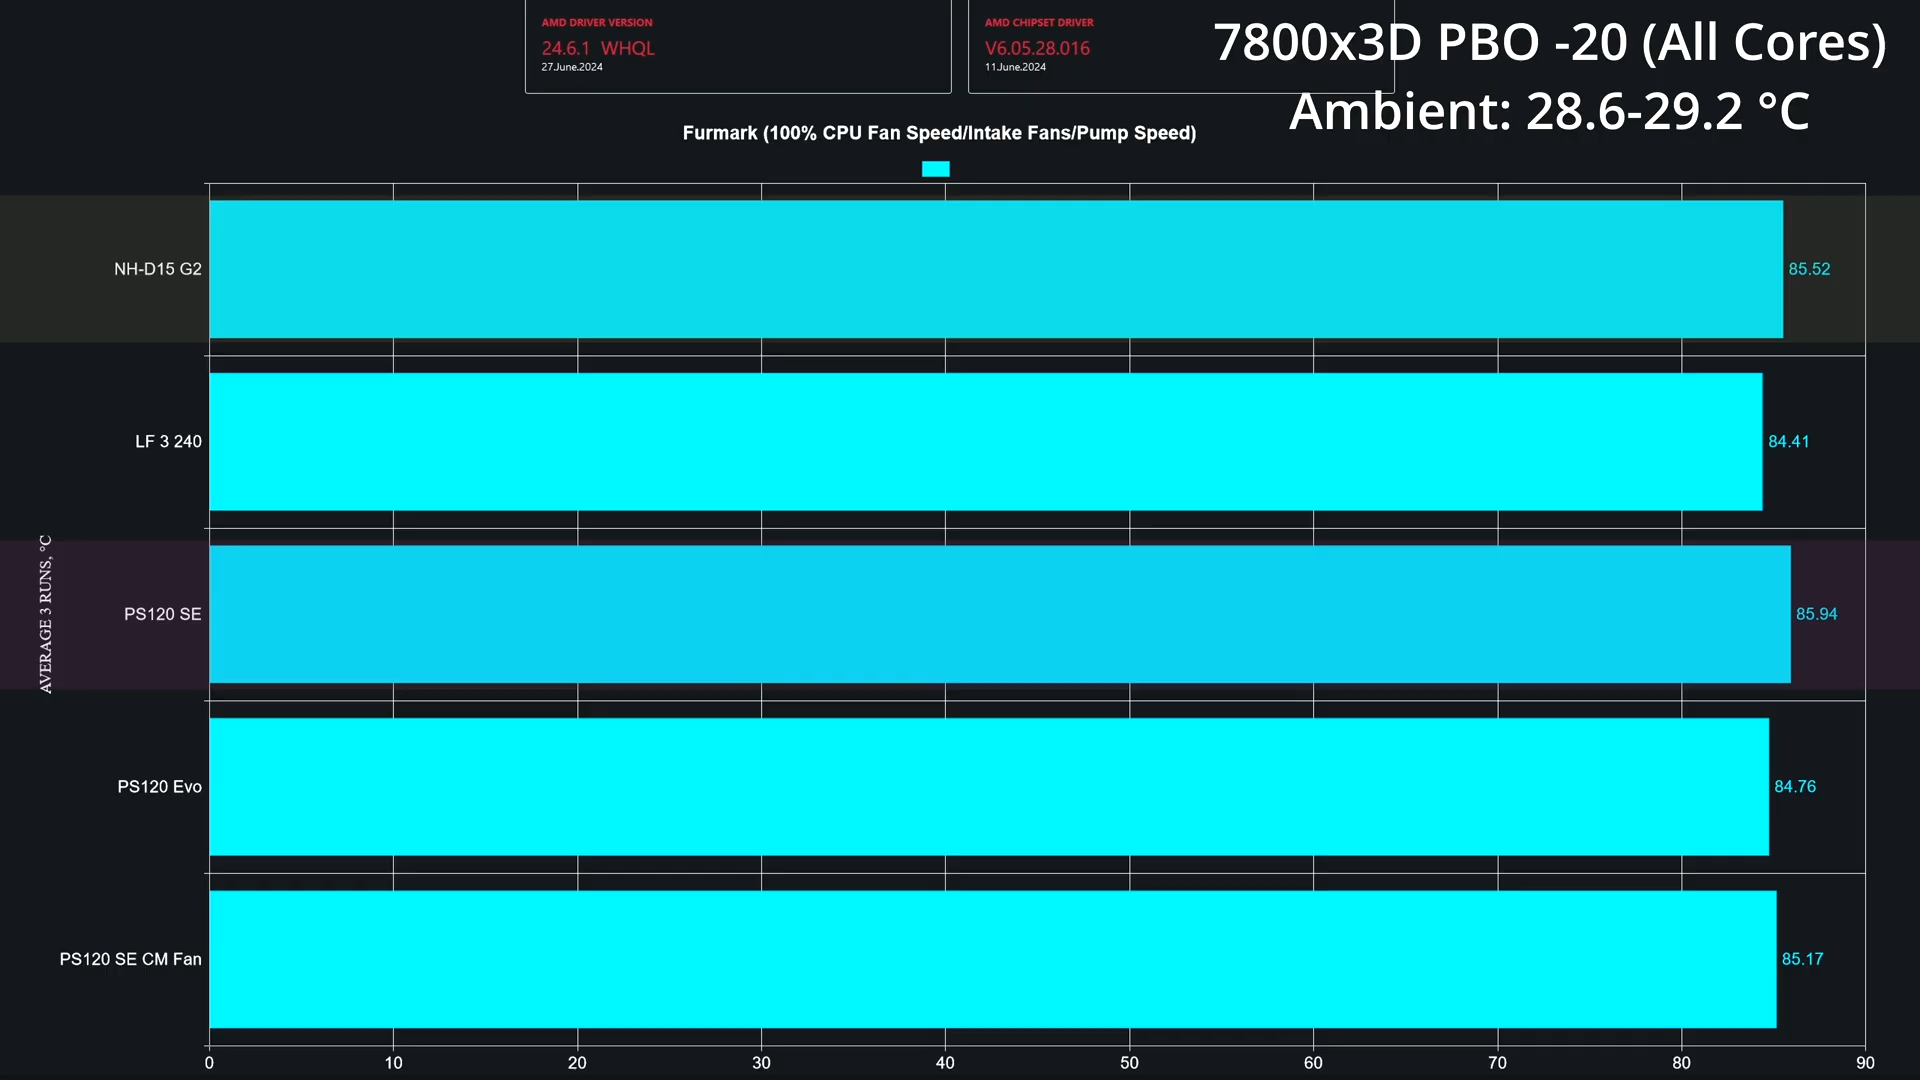 AMD DRIVER VERSION
24.6.1 WHQL
27.June.2024
AMD CHIPSET DRIVER
V6.05.28.016
11.June.2024
7800x3D PBO -20 (All Cores)
Ambient: 28.6-29.2 °C
Furmark (100% CPU Fan Speed/Intake Fans/Pump Speed)
AVERAGE 3 RUNS, °C
NH-D15 G2
85.52
LF 3 240
84.41
PS120 SE
85.94
PS120 Evo
84.76
PS120 SE CM Fan
85.17
0 10 20 30 40 50 60 70 80 90